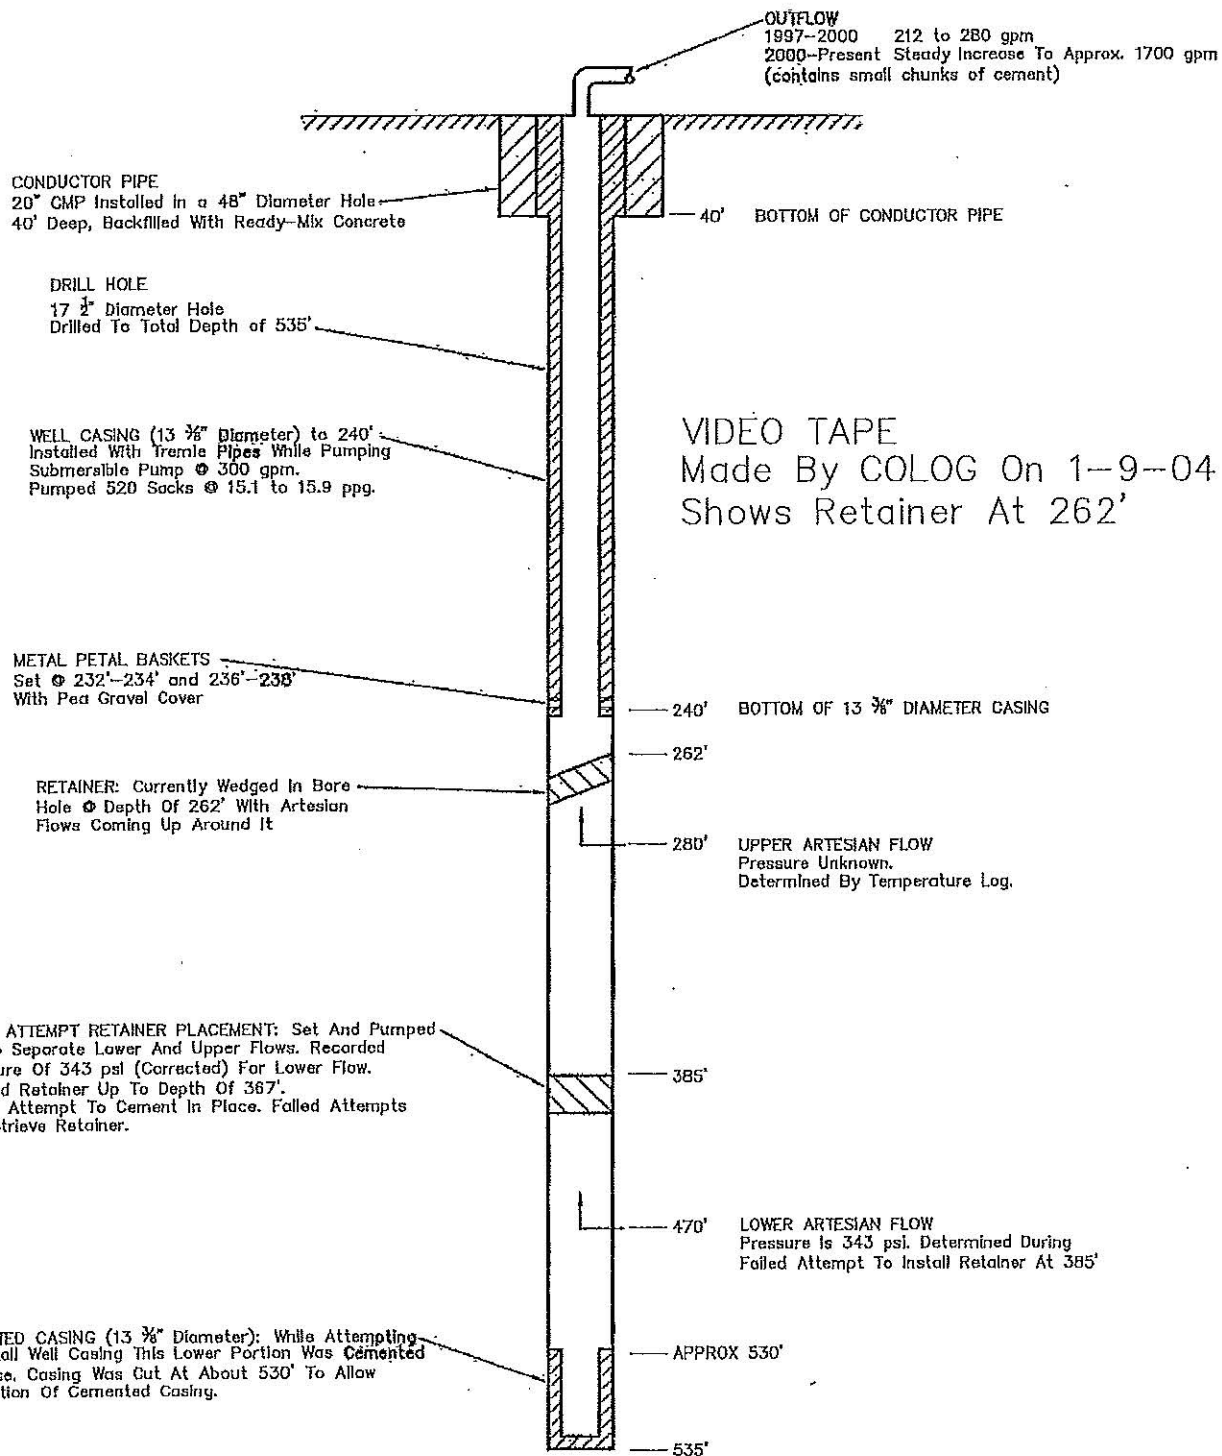 OUTFLOW
1997-2000 212 to 280 gpm
2000-Present Steady Increase To Approx. 1700 gpm
(contains small chunks of cement)
CONDUCTOR PIPE
20" CMP Installed In a 48" Diameter Hole
40' Deep, Backfilled With Ready-Mix Concrete
40' BOTTOM OF CONDUCTOR PIPE
DRILL HOLE
17 1/2" Diameter Hole
Drilled To Total Depth of 535'
WELL CASING (13 3/8" Diameter) to 240'
Installed With Tremie Pipes While Pumping
Submersible Pump @ 300 gpm.
Pumped 520 Sacks @ 15.1 to 15.9 ppg.
VIDEO TAPE
Made By COLOG On 1-9-04
Shows Retainer At 262'
METAL PETAL BASKETS
Set @ 232'-234' and 236'-238'
With Pea Gravel Cover
240' BOTTOM OF 13 3/8" DIAMETER CASING
262'
RETAINER: Currently Wedged In Bore
Hole @ Depth Of 262' With Artesian
Flows Coming Up Around It
280' UPPER ARTESIAN FLOW
Pressure Unknown.
Determined By Temperature Log.
ATTEMPT RETAINER PLACEMENT: Set And Pumped
Separate Lower And Upper Flows. Recorded
ure Of 343 psi (Corrected) For Lower Flow.
d Retainer Up To Depth Of 367'.
Attempt To Cement In Place. Failed Attempts
trieve Retainer.
385'
470' LOWER ARTESIAN FLOW
Pressure Is 343 psi. Determined During
Failed Attempt To Install Retainer At 385'
TED CASING (13 3/8" Diameter): While Attempting
all Well Casing This Lower Portion Was Cemented
ce. Casing Was Cut At About 530' To Allow
tion Of Cemented Casing.
APPROX 530'
535'